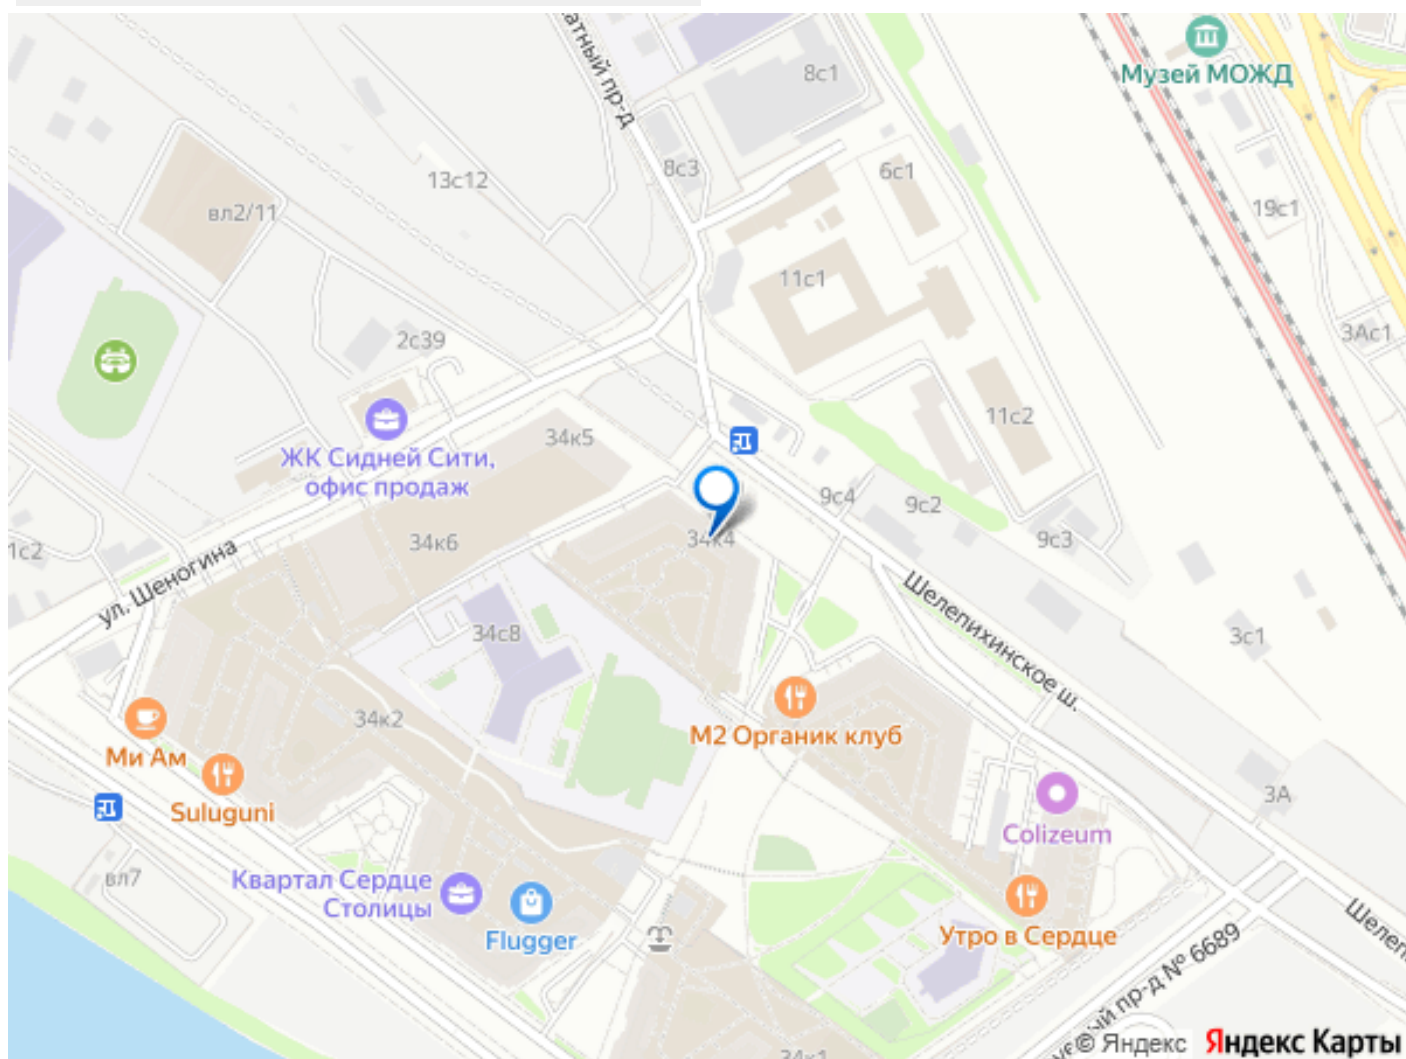 Музей МОЖД
8с1
атный пр-д
8с3
6с1
13с12
19с1
вл2/11
11с1
3Ас1
2с39
11с2
34к5
ЖК Сидней Сити,
офис продаж
9с4
9с2
34к4
34к6
9с3
1с2
ул. Шеногина
Шелепихинское ш.
34с8
3с1
34к2
М2 Органик клуб
Ми Ам
Suluguni
3А
Colizeum
вл7
Квартал Сердце
Столицы
Flugger
Утро в Сердце
Шелеп
ый пр-д № 6689
34к1
© Яндекс Яндекс Карты